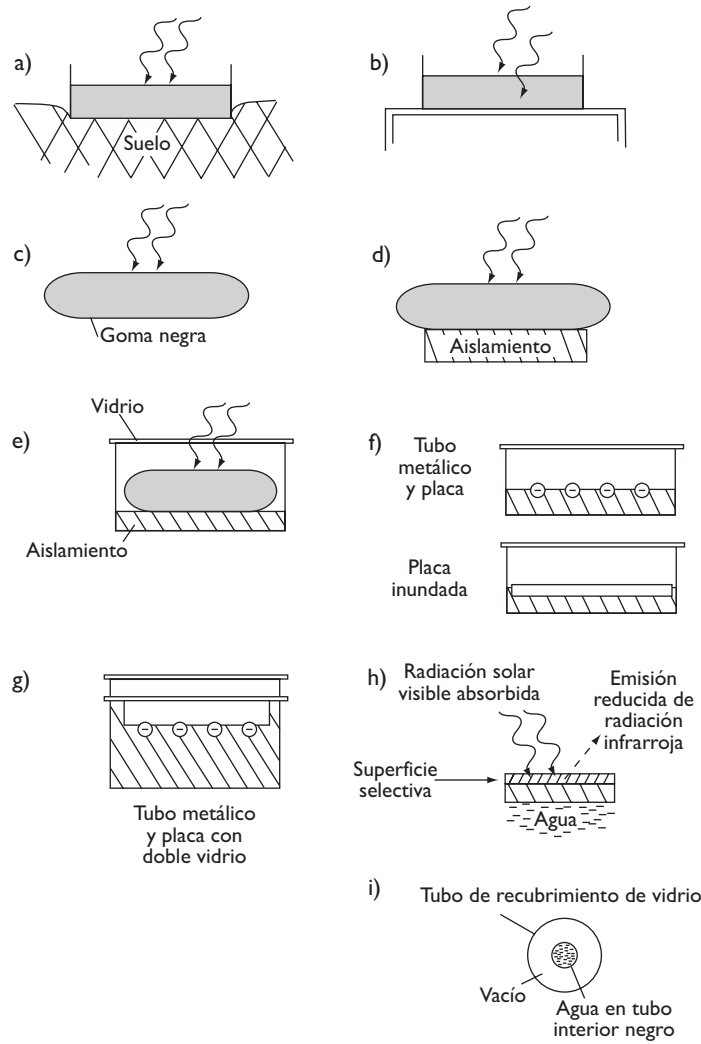 a)
Suelo
b)
c)
Goma negra
d)
Aislamiento
e)
Vidrio
Aislamiento
f)
Tubo
metálico
y placa
Placa
inundada
g)
Tubo metálico
y placa con
doble vidrio
h)
Radiación solar
visible absorbida
Emisión
reducida de
radiación
infrarroja
Superficie
selectiva
Agua
i)
Tubo de recubrimiento de vidrio
Vacío
Agua en tubo
interior negro